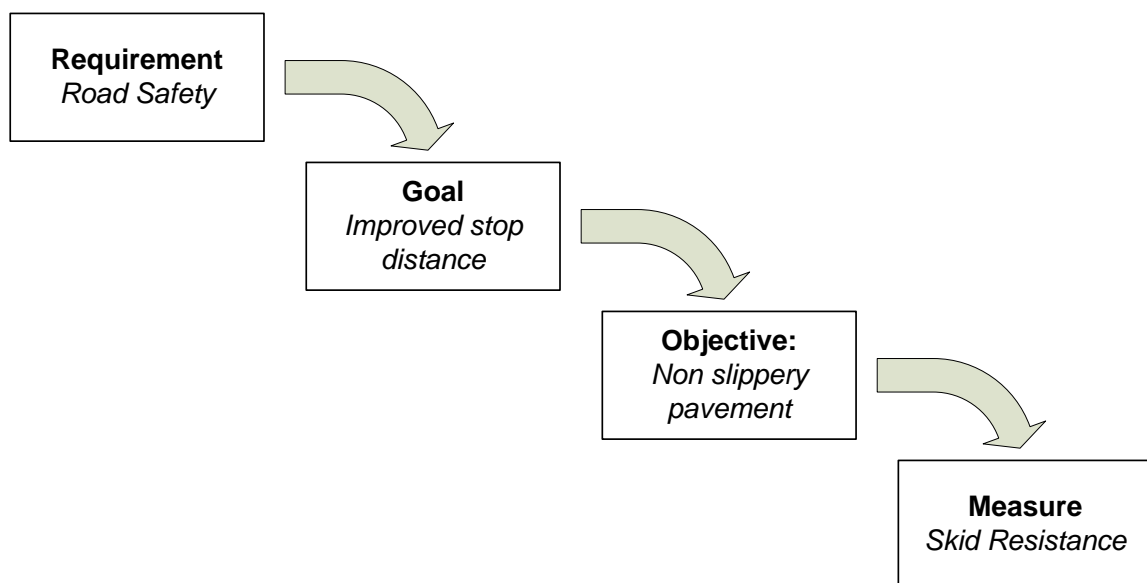 Requirement
Road Safety
Goal
Improved stop
distance
Objective:
Non slippery
pavement
Measure
Skid Resistance